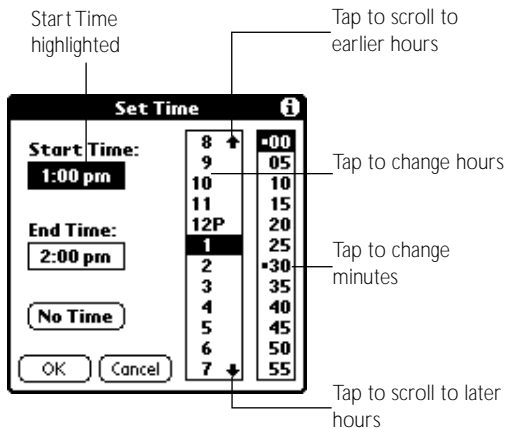 Start Time
highlighted
Tap to scroll to
earlier hours
Set Time
i
Start Time:
1:00 pm
End Time:
2:00 pm
No Time
OK
Cancel
8
9
10
11
12P
1
2
3
4
5
6
7
00
05
10
15
20
25
30
35
40
45
50
55
Tap to change hours
Tap to change
minutes
Tap to scroll to later
hours